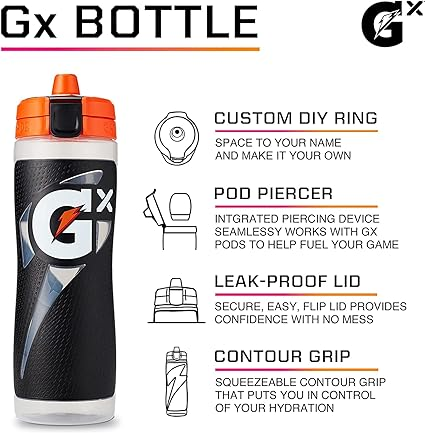 Gx BOTTLE
Gx
CUSTOM DIY RING
SPACE TO YOUR NAME
AND MAKE IT YOUR OWN
Gx
POD PIERCER
INTGRATED PIERCING DEVICE
SEAMLESSY WORKS WITH GX
PODS TO HELP FUEL YOUR GAME
LEAK-PROOF LID
SECURE, EASY, FLIP LID PROVIDES
CONFIDENCE WITH NO MESS
CONTOUR GRIP
SQUEEZEABLE CONTOUR GRIP
THAT PUTS YOU IN CONTROL
OF YOUR HYDRATION